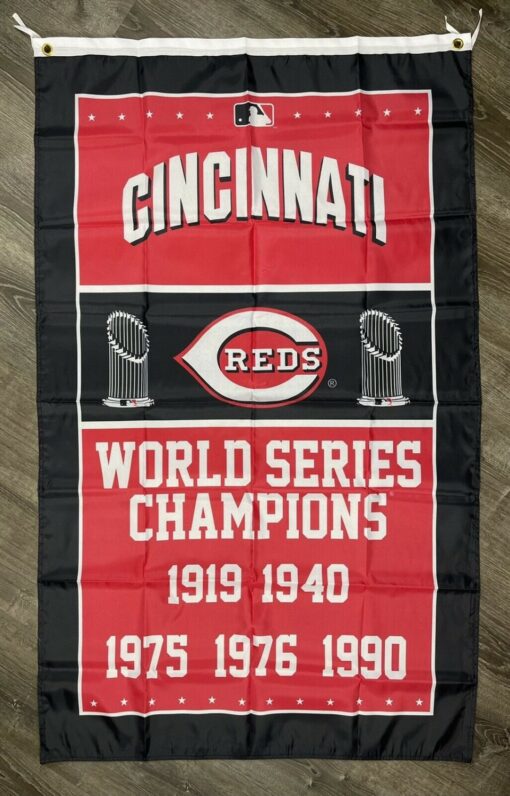 CINCINNATI
REDS
®
WORLD SERIES
CHAMPIONS
1919 1940
1975 1976 1990